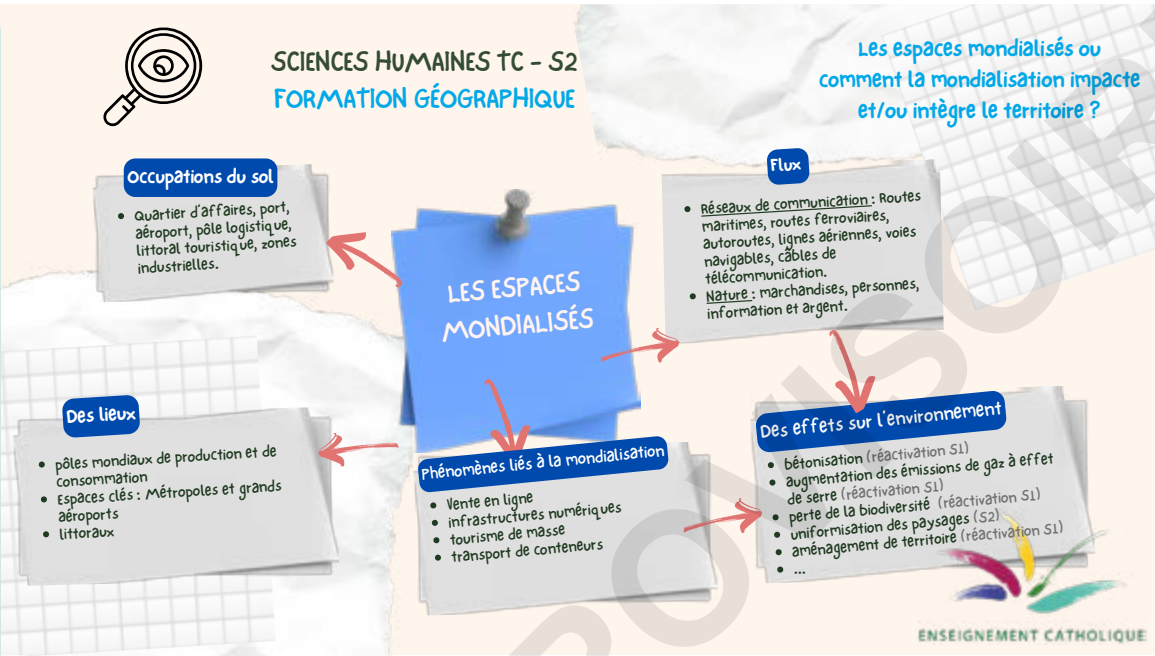 SCIENCES HUMAINES TC - S2
FORMATION GÉOGRAPHIQUE
Les espaces mondialisés ou
comment la mondialisation impacte
et/ou intègre le territoire ?
Occupations du sol
• Quartier d'affaires, port,
aéroport, pôle logistique,
littoral touristique, zones
industrielles.
Flux
• Réseaux de communication : Routes
maritimes, routes ferroviaires,
autoroutes, lignes aériennes, voies
navigables, câbles de
télécommunication.
• Nature : marchandises, personnes,
information et argent.
LES ESPACES
MONDIALISÉS
Des lieux
• pôles mondiaux de production et de
consommation
• Espaces clés : Métropoles et grands
aéroports
• littoraux
Phénomènes liés à la mondialisation
• Vente en ligne
• infrastructures numériques
• tourisme de masse
• transport de conteneurs
Des effets sur l'environnement
• bétonisation (réactivation S1)
• augmentation des émissions de gaz à effet
de serre (réactivation S1)
• perte de la biodiversité (réactivation S1)
• uniformisation des paysages (S2)
• aménagement de territoire (réactivation S1)
• ...
ENSEIGNEMENT CATHOLIQUE